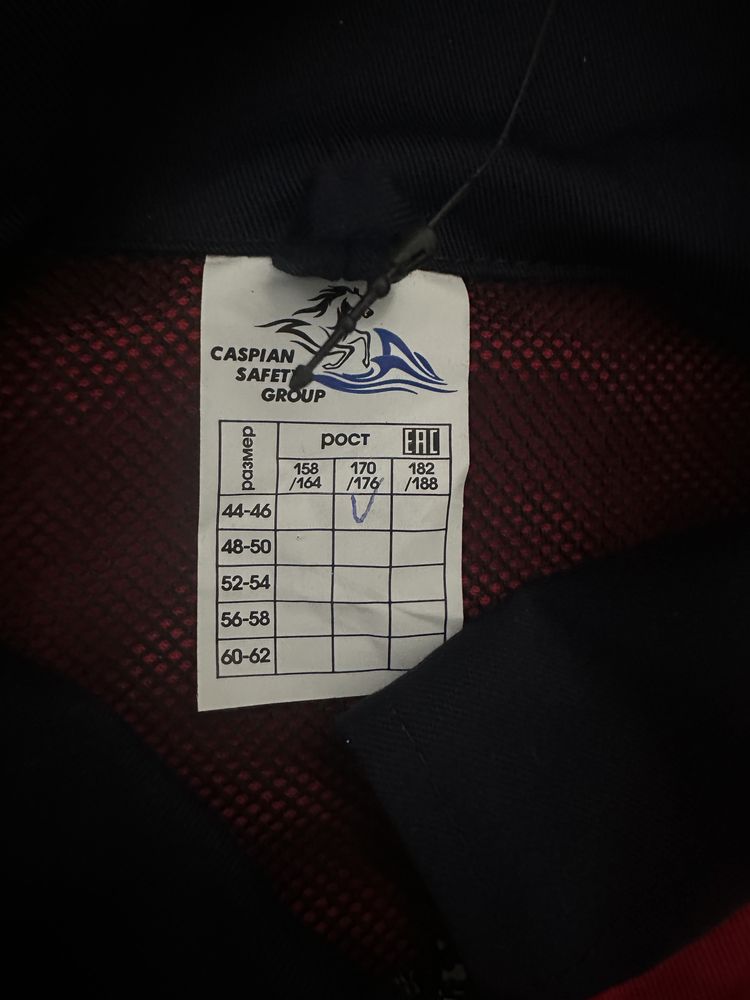 CASPIAN
SAFETY
GROUP
размер рост EAC
158 /164 170 /176 182 /188
44-46 V
48-50
52-54
56-58
60-62